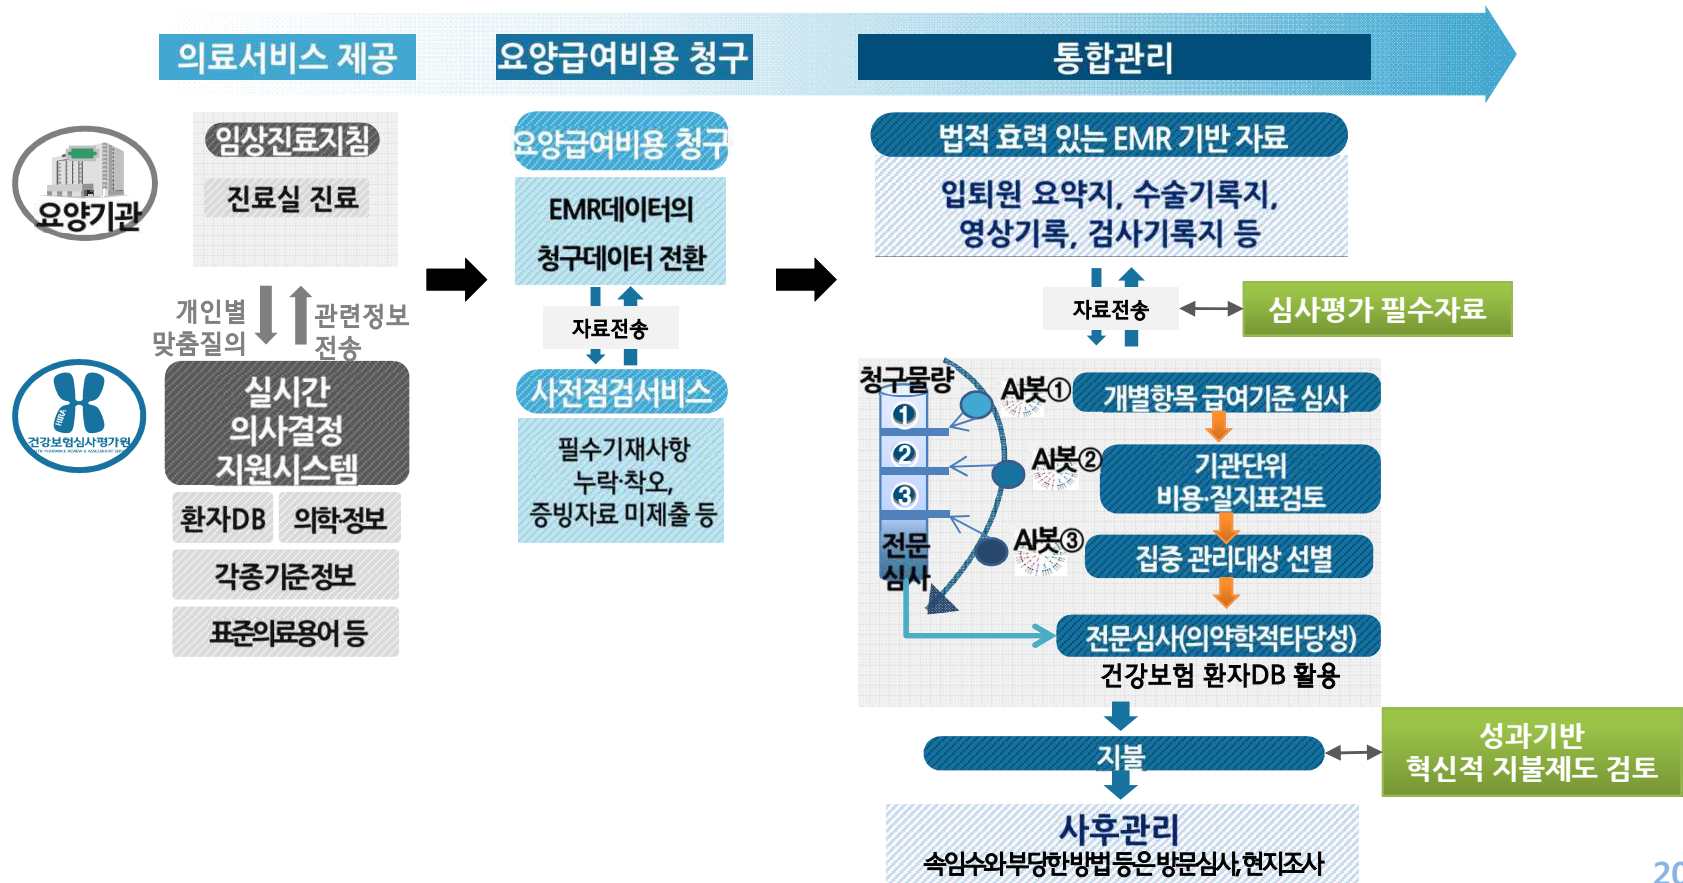 의료서비스 제공
요양급여비용 청구
통합관리
요양기관
임상진료지침
진료실 진료
개인별
맞춤질의
관련정보
전송
HIRA
건강보험심사평가원
실시간
의사결정
지원시스템
환자DB
의학정보
각종기준정보
표준의료용어 등
요양급여비용 청구
EMR데이터의
청구데이터 전환
자료전송
사전점검서비스
필수기재사항
누락·착오,
증빙자료 미제출 등
법적 효력 있는 EMR 기반 자료
입퇴원 요약지, 수술기록지,
영상기록, 검사기록지 등
자료전송
심사평가 필수자료
청구물량
①
②
③
전문
심사
AI봇①
AI봇②
AI봇③
개별항목 급여기준 심사
기관단위
비용·질지표검토
집중 관리대상 선별
전문심사(의약학적타당성)
건강보험 환자DB 활용
지불
성과기반
혁신적 지불제도 검토
사후관리
속임수와 부당한 방법 등은 방문심사, 현지조사
20